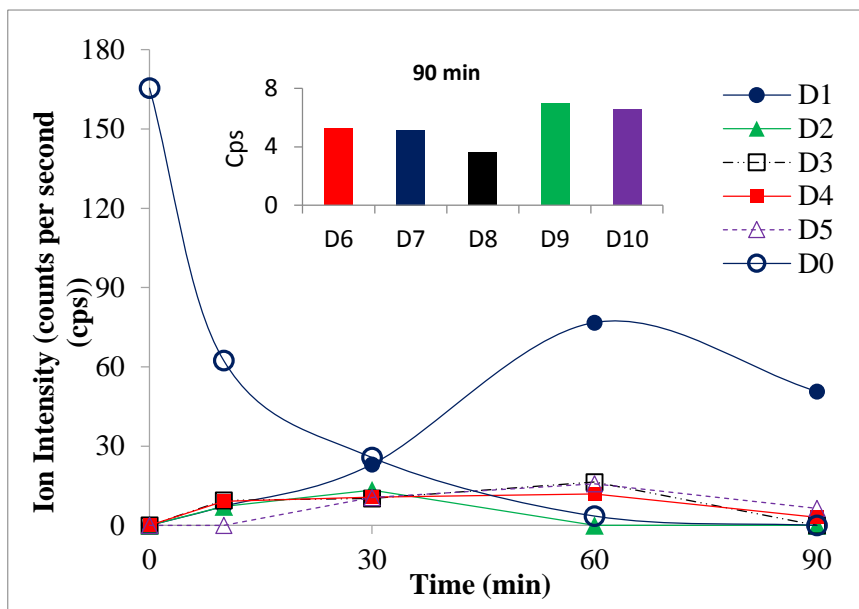 180
150
120
90
60
30
0
Ion Intensity (counts per second
(cps))
90 min
8
4
0
Cps
D6 D7 D8 D9 D10
D1
D2
D3
D4
D5
D0
0 30 60 90
Time (min)